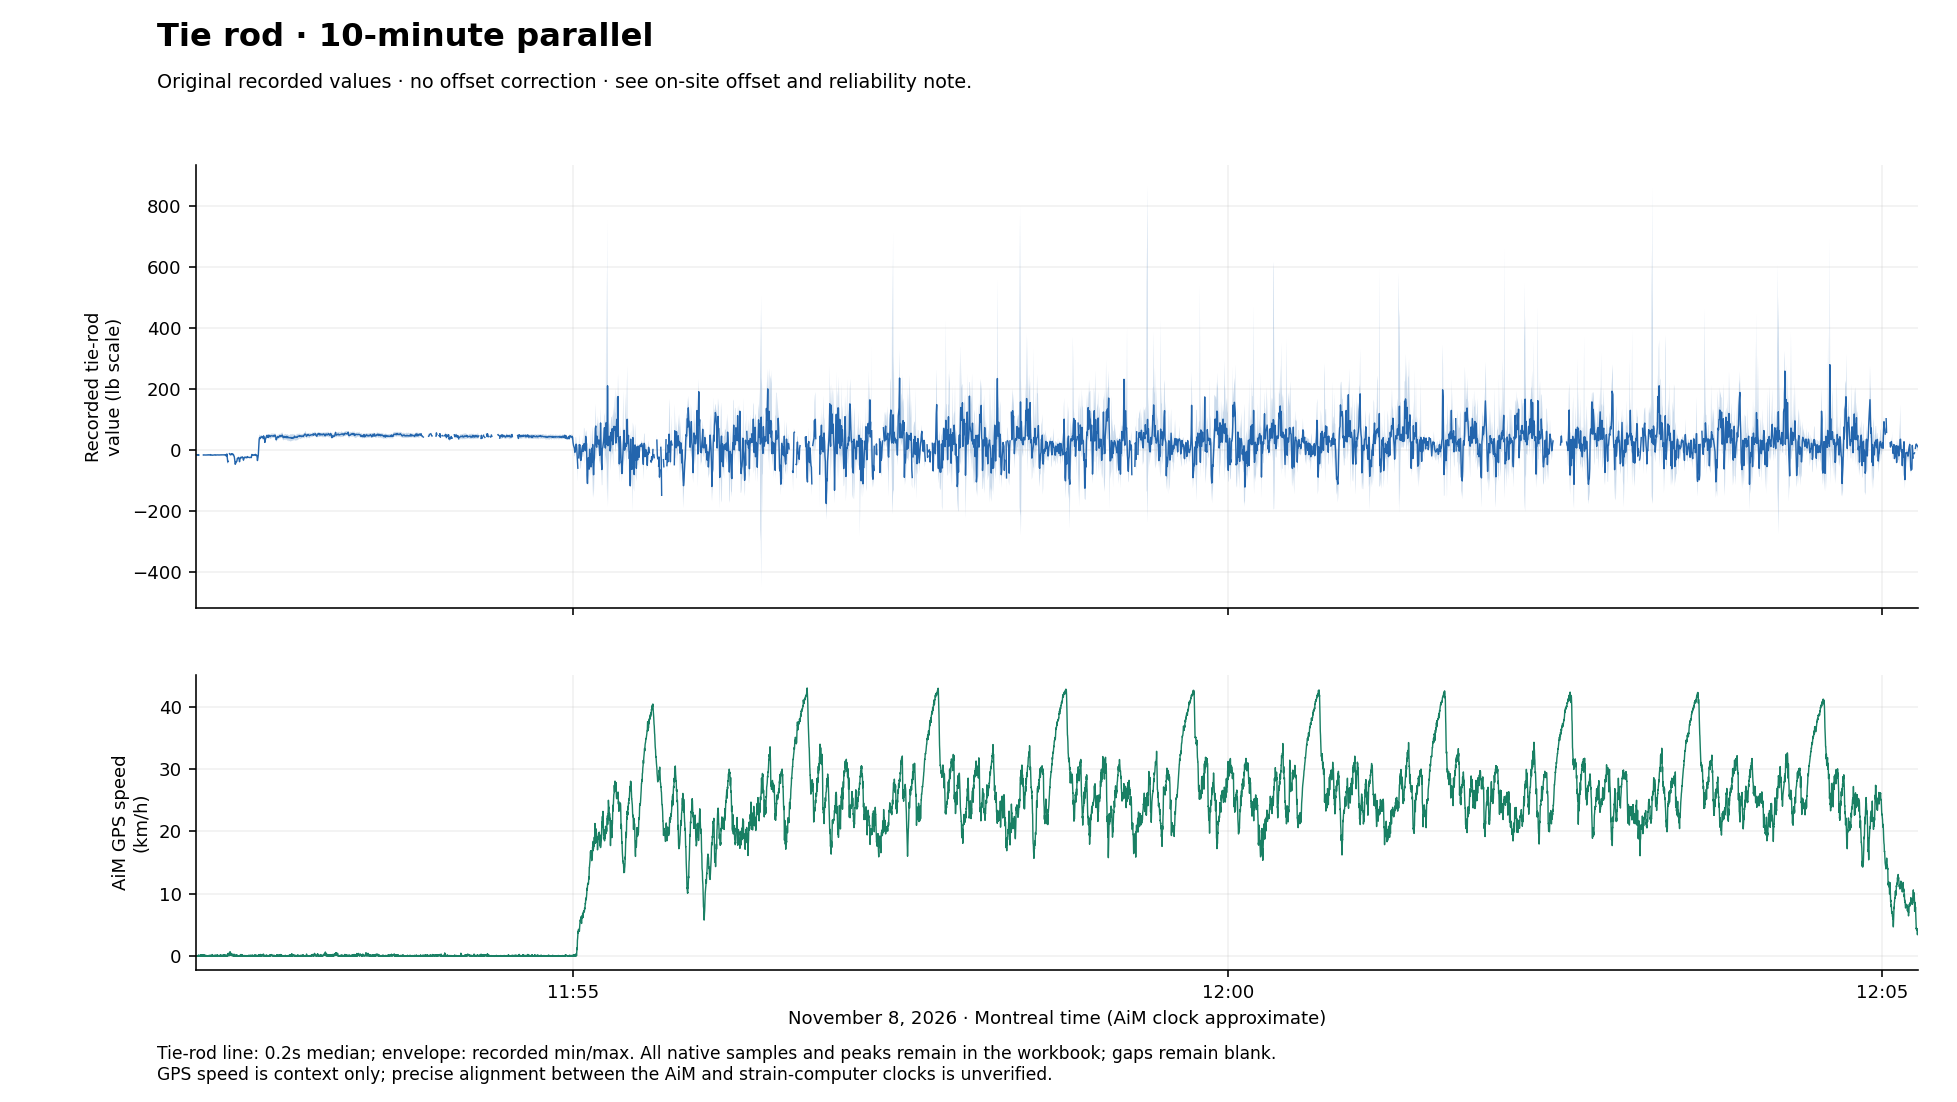 Tie rod · 10-minute parallel
Original recorded values · no offset correction · see on-site offset and reliability note.
Recorded tie-rod
value (lb scale)
800
600
400
200
0
−200
−400
AiM GPS speed
(km/h)
40
30
20
10
0
11:55
12:00
12:05
November 8, 2026 · Montreal time (AiM clock approximate)
Tie-rod line: 0.2s median; envelope: recorded min/max. All native samples and peaks remain in the workbook; gaps remain blank.
GPS speed is context only; precise alignment between the AiM and strain-computer clocks is unverified.